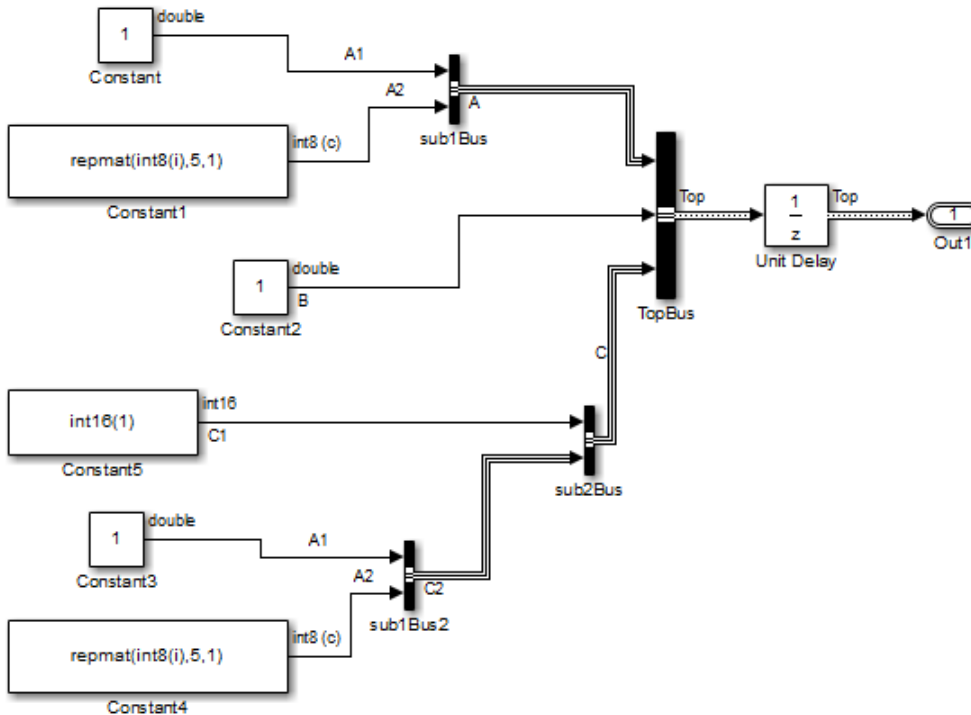 double
1
Constant
A1
A2
A
sub1Bus
repmat(int8(i),5,1)
int8 (c)
Constant1
double
1
B
Constant2
Top
TopBus
1
z
Unit Delay
Top
1
Out1
C
int16(1)
int16
C1
Constant5
sub2Bus
double
1
Constant3
A1
A2
C2
sub1Bus2
repmat(int8(i),5,1)
int8 (c)
Constant4